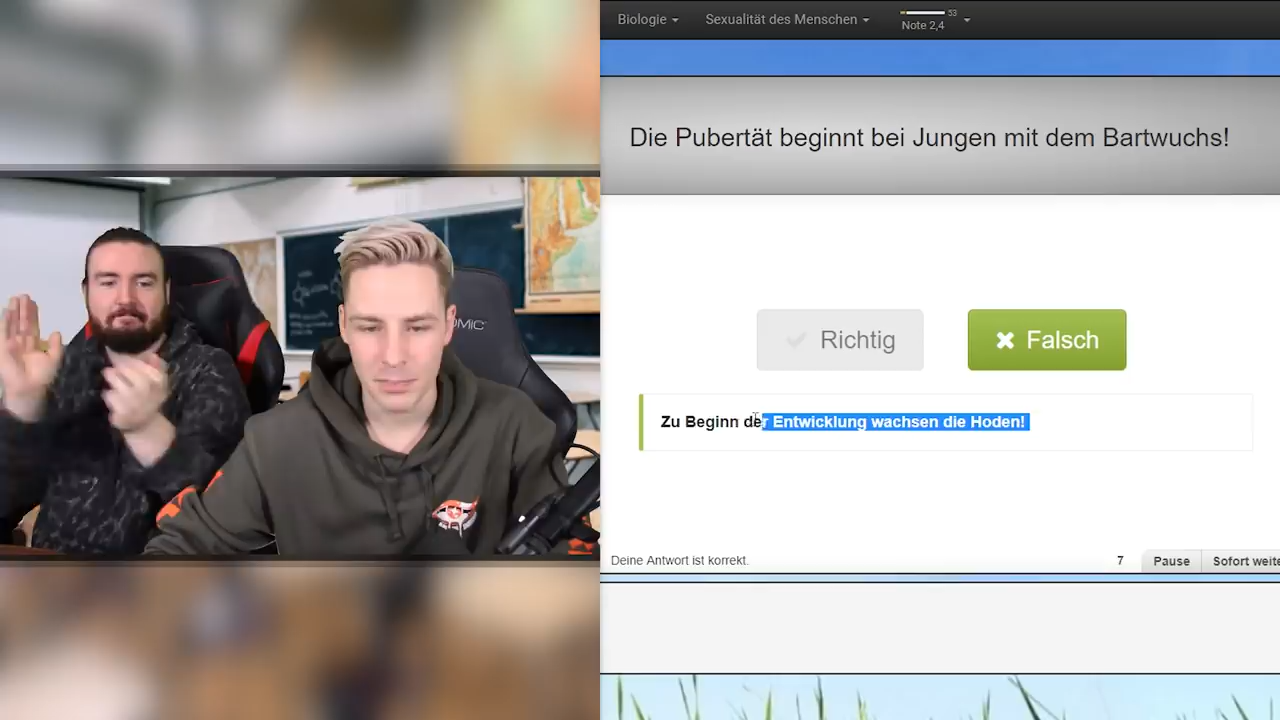 Biologie
Sexualität des Menschen
53
Note 2,4
Die Pubertät beginnt bei Jungen mit dem Bartwuchs!
Richtig
Falsch
Zu Beginn der Entwicklung wachsen die Hoden!
Deine Antwort ist korrekt.
7
Pause
Sofort weite
OMIC